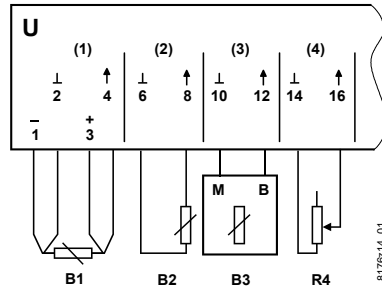 U
(1) (2) (3) (4)
⊥ ↑ ⊥ ↑ ⊥ ↑ ⊥ ↑
2 4 6 8 10 12 14 16
– +
1 3
M B
B1 B2 B3 R4
8176z14_01